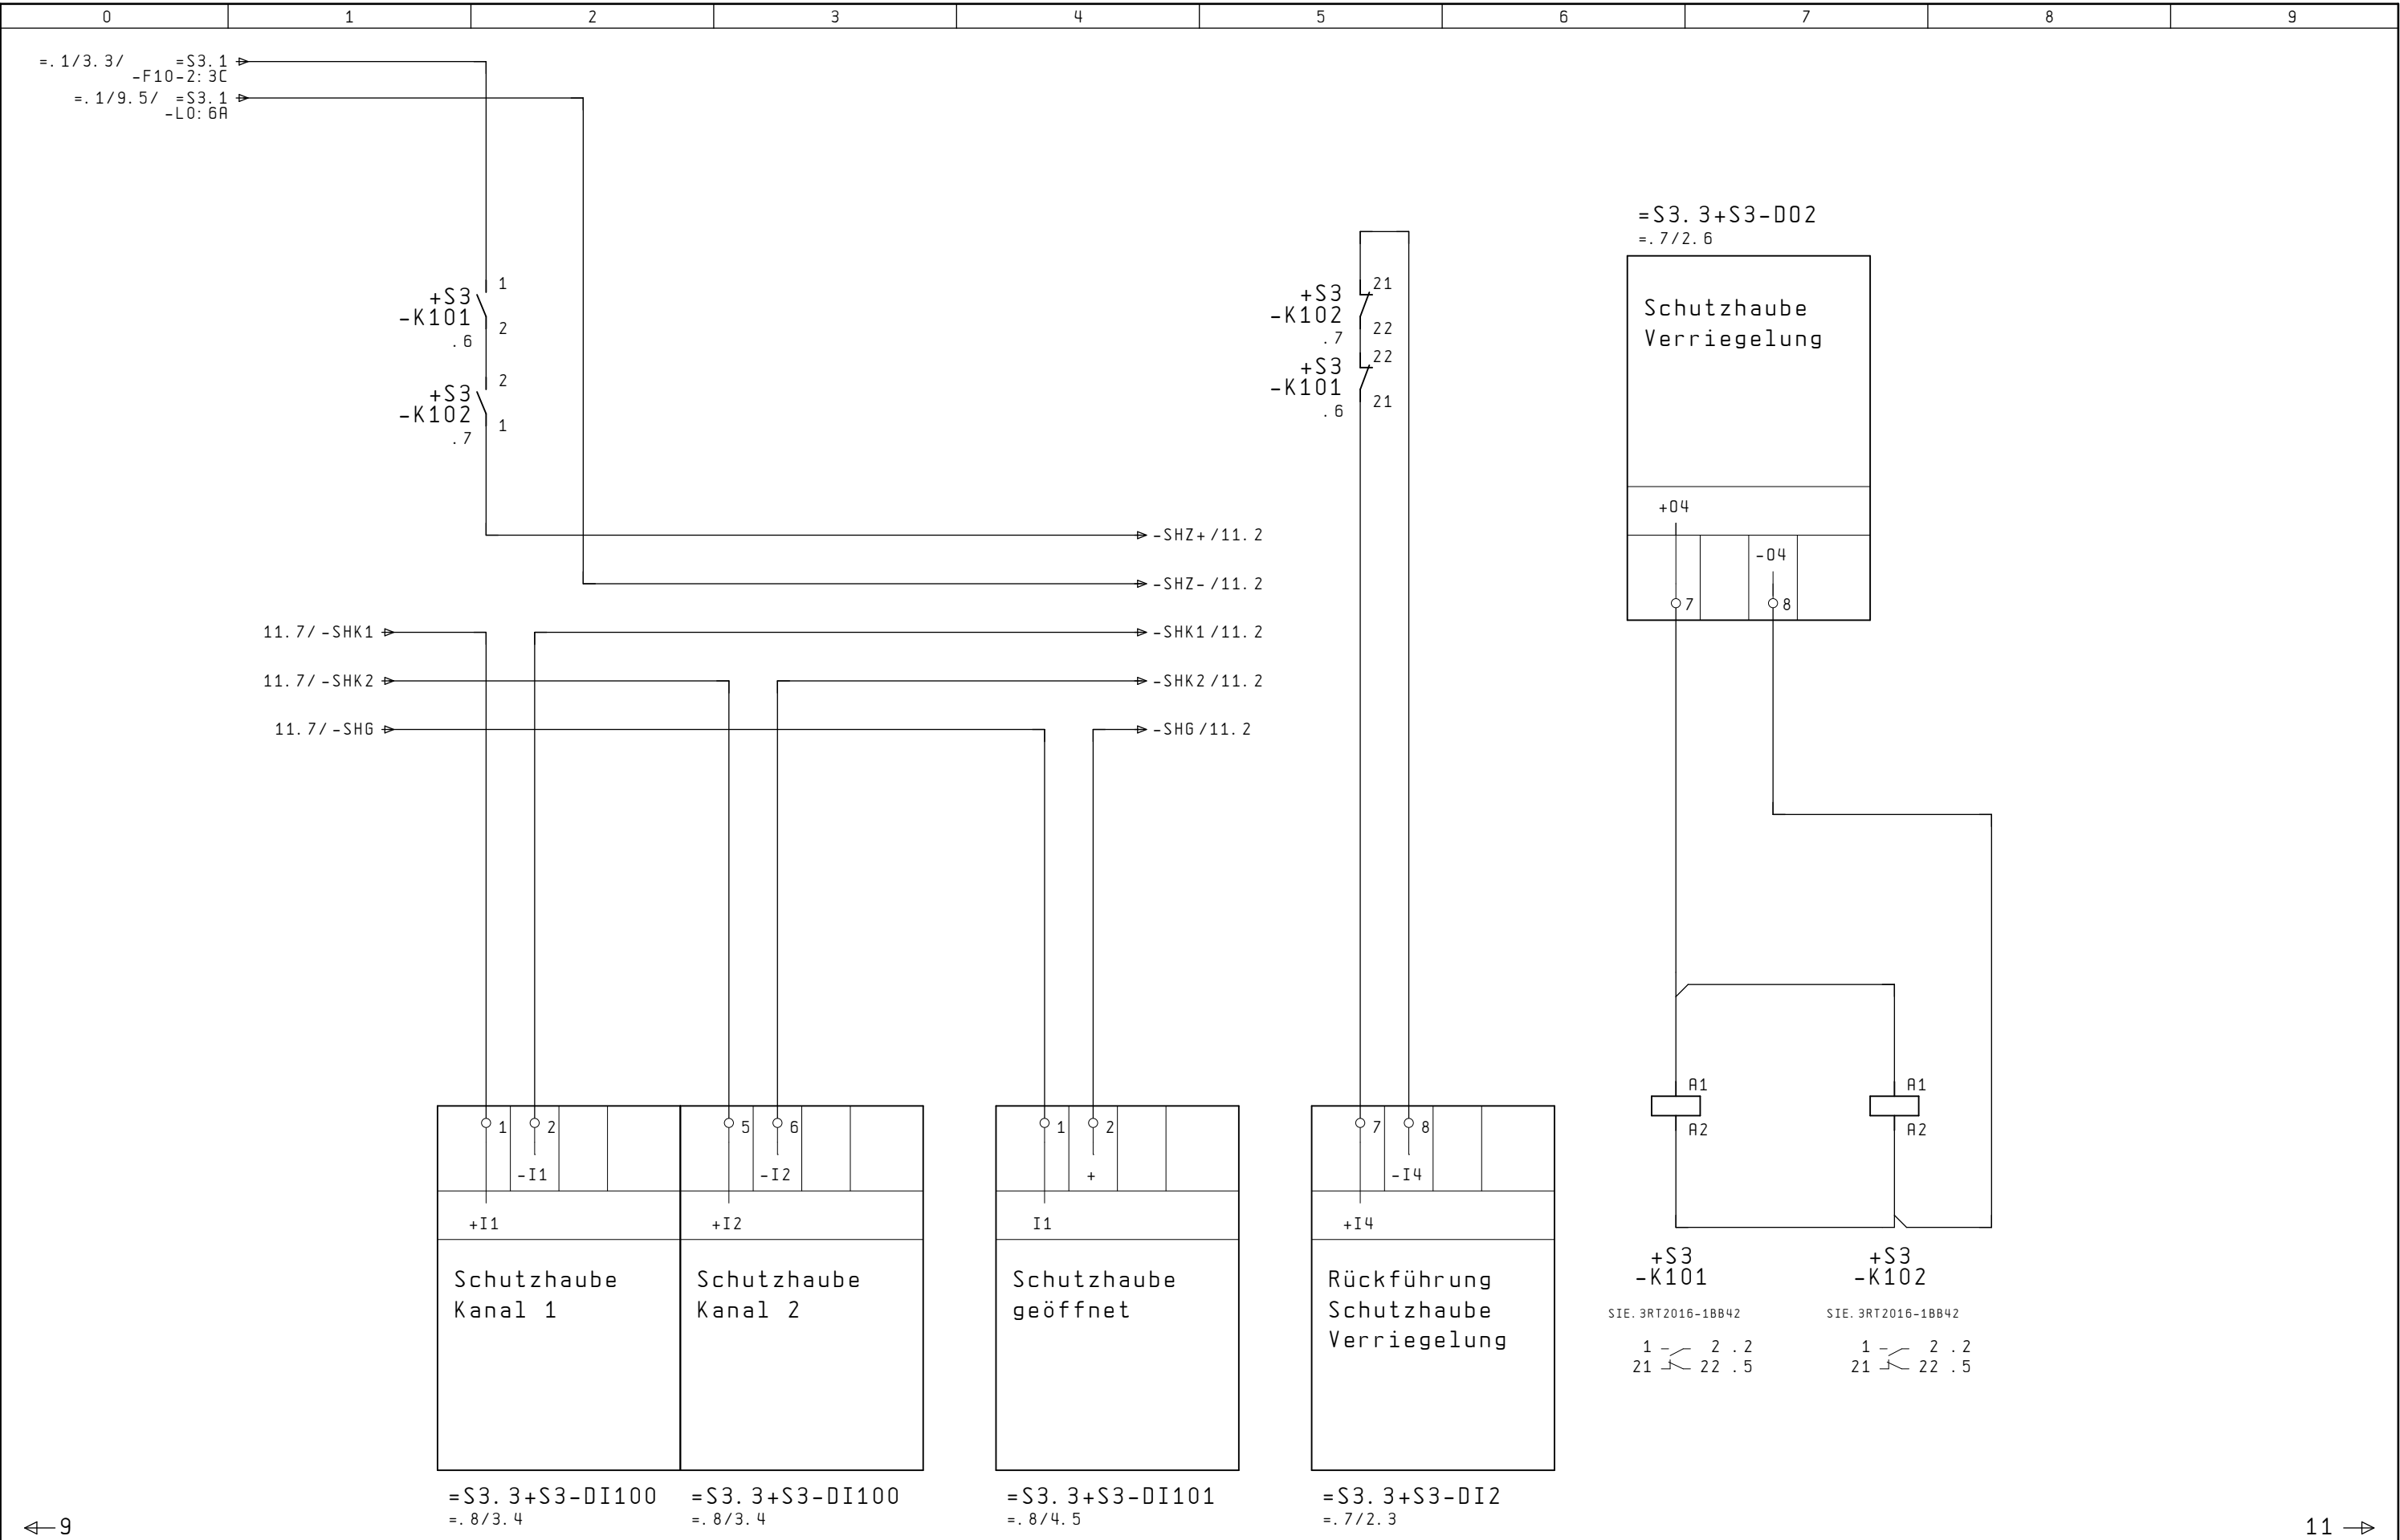 0 1 2 3 4 5 6 7 8 9
=.1/3.3/ =S3.1
-F10-2:3C
=.1/9.5/ =S3.1
-L0:6A
=S3.3+S3-DO2
=.7/2.6
Schutzhaube
Verriegelung
+O4
-O4
7
8
1
+S3
-K101
2
.6
2
+S3
-K102
1
.7
21
+S3
-K102
22
.7
22
+S3
-K101
21
.6
-SHZ+/11.2
-SHZ-/11.2
11.7/-SHK1
-SHK1/11.2
11.7/-SHK2
-SHK2/11.2
11.7/-SHG
-SHG/11.2
1 2
-I1
+I1
Schutzhaube
Kanal 1
=S3.3+S3-DI100
=.8/3.4
5 6
-I2
+I2
Schutzhaube
Kanal 2
=S3.3+S3-DI100
=.8/3.4
1 2
+
I1
Schutzhaube
geöffnet
=S3.3+S3-DI101
=.8/4.5
7 8
-I4
+I4
Rückführung
Schutzhaube
Verriegelung
=S3.3+S3-DI2
=.7/2.3
A1
A2
+S3
-K101
SIE.3RT2016-1BB42
1 2 .2
21 22 .5
A1
A2
+S3
-K102
SIE.3RT2016-1BB42
1 2 .2
21 22 .5
9
11